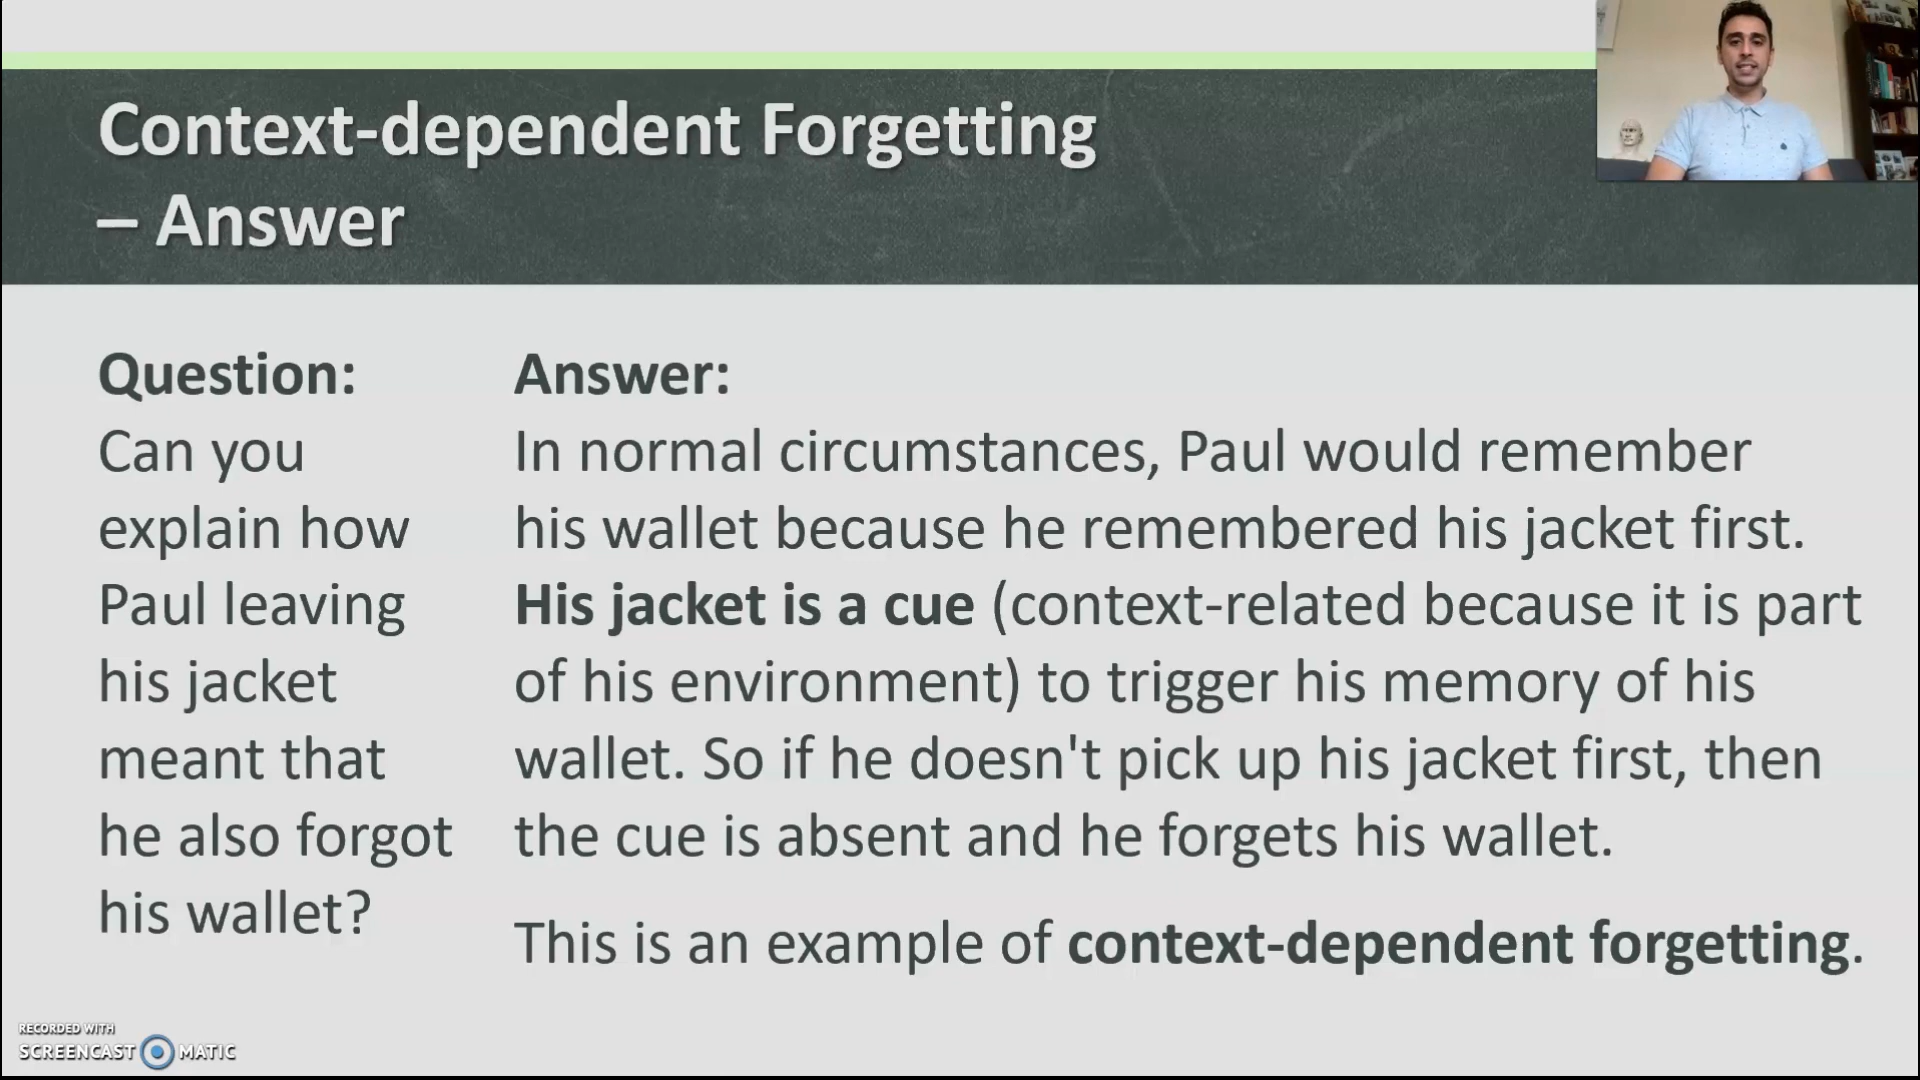 Context-dependent Forgetting
– Answer
Question:
Can you
explain how
Paul leaving
his jacket
meant that
he also forgot
his wallet?
Answer:
In normal circumstances, Paul would remember
his wallet because he remembered his jacket first.
His jacket is a cue (context-related because it is part
of his environment) to trigger his memory of his
wallet. So if he doesn't pick up his jacket first, then
the cue is absent and he forgets his wallet.
This is an example of context-dependent forgetting.
RECORDED WITH
SCREENCAST MATIC